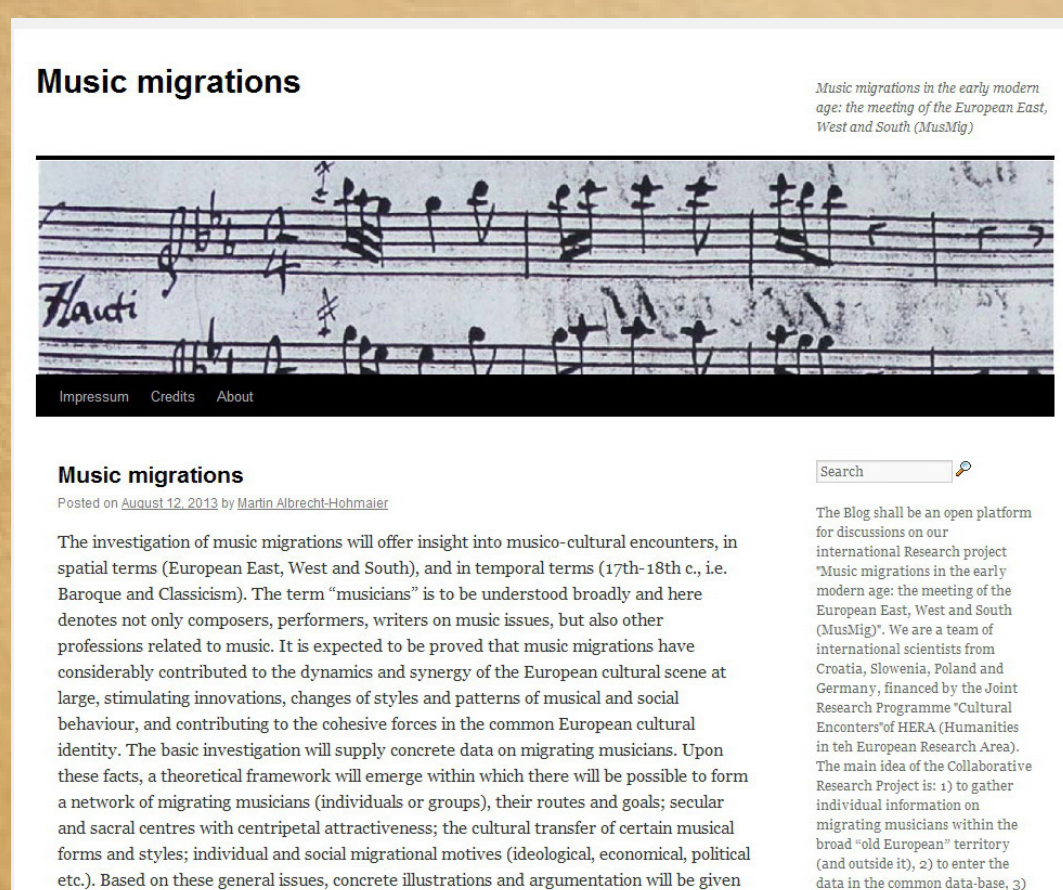 Music migrations
Music migrations in the early modern
age: the meeting of the European East,
West and South (MusMig)
Flauti
Impressum Credits About
Music migrations
Posted on August 12, 2013 by Martin Albrecht-Hohmaier
The investigation of music migrations will offer insight into musico-cultural encounters, in
spatial terms (European East, West and South), and in temporal terms (17th-18th c., i.e.
Baroque and Classicism). The term “musicians” is to be understood broadly and here
denotes not only composers, performers, writers on music issues, but also other
professions related to music. It is expected to be proved that music migrations have
considerably contributed to the dynamics and synergy of the European cultural scene at
large, stimulating innovations, changes of styles and patterns of musical and social
behaviour, and contributing to the cohesive forces in the common European cultural
identity. The basic investigation will supply concrete data on migrating musicians. Upon
these facts, a theoretical framework will emerge within which there will be possible to form
a network of migrating musicians (individuals or groups), their routes and goals; secular
and sacral centres with centripetal attractiveness; the cultural transfer of certain musical
forms and styles; individual and social migrational motives (ideological, economical, political
etc.). Based on these general issues, concrete illustrations and argumentation will be given
Search
The Blog shall be an open platform
for discussions on our
international Research project
"Music migrations in the early
modern age: the meeting of the
European East, West and South
(MusMig)". We are a team of
international scientists from
Croatia, Slowenia, Poland and
Germany, financed by the Joint
Research Programme "Cultural
Enconters"of HERA (Humanities
in teh European Research Area).
The main idea of the Collaborative
Research Project is: 1) to gather
individual information on
migrating musicians within the
broad “old European” territory
(and outside it), 2) to enter the
data in the common data-base, 3)